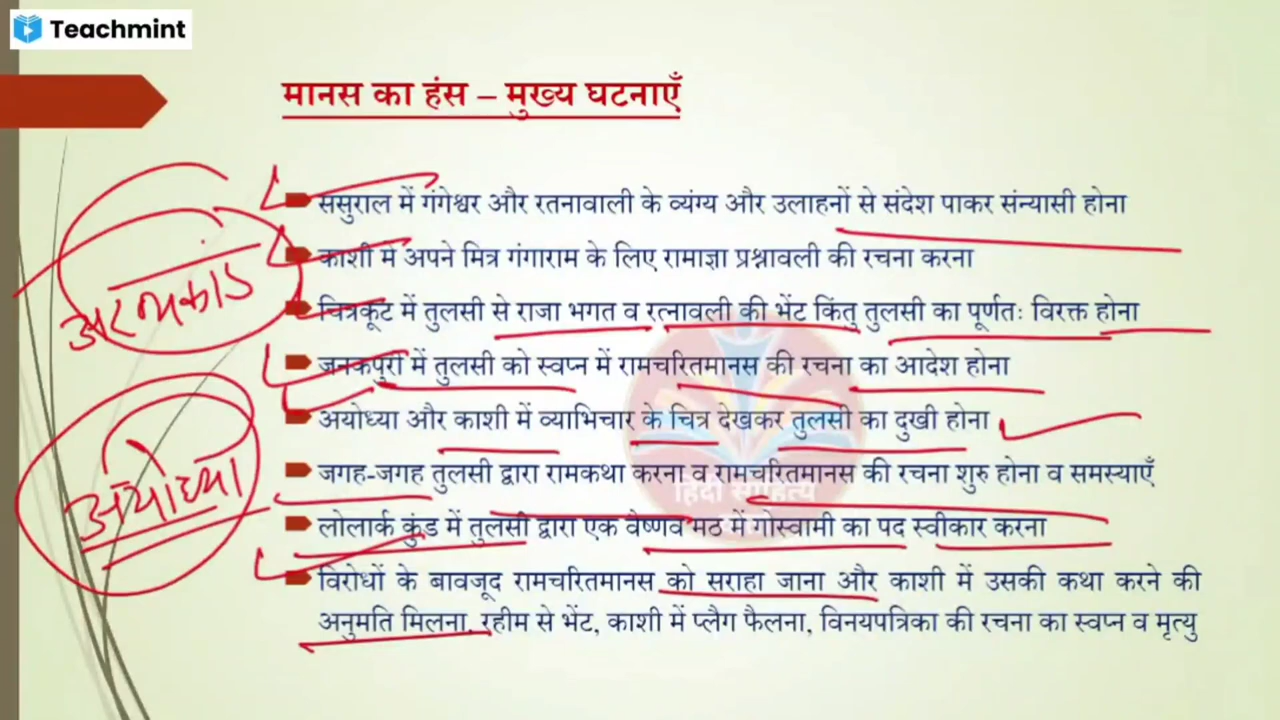 Teachmint
मानस का हंस – मुख्य घटनाएँ
ससुराल में गंगेश्वर और रतनावाली के व्यंग्य और उलाहनों से संदेश पाकर संन्यासी होना
काशी में अपने मित्र गंगाराम के लिए रामाज्ञा प्रश्नावली की रचना करना
चित्रकूट में तुलसी से राजा भगत व रत्नावली की भेंट किंतु तुलसी का पूर्णतः विरक्त होना
जनकपुरी में तुलसी को स्वप्न में रामचरितमानस की रचना का आदेश होना
अयोध्या और काशी में व्याभिचार के चित्र देखकर तुलसी का दुखी होना
जगह-जगह तुलसी द्वारा रामकथा करना व रामचरितमानस की रचना शुरु होना व समस्याएँ
लोलार्क कुंड में तुलसी द्वारा एक वैष्णव मठ में गोस्वामी का पद स्वीकार करना
विरोधों के बावजूद रामचरितमानस को सराहा जाना और काशी में उसकी कथा करने की
अनुमति मिलना, रहीम से भेंट, काशी में प्लैग फैलना, विनयपत्रिका की रचना का स्वप्न व मृत्यु
अरण्यकांड
अयोध्या
हिंदी साहित्य